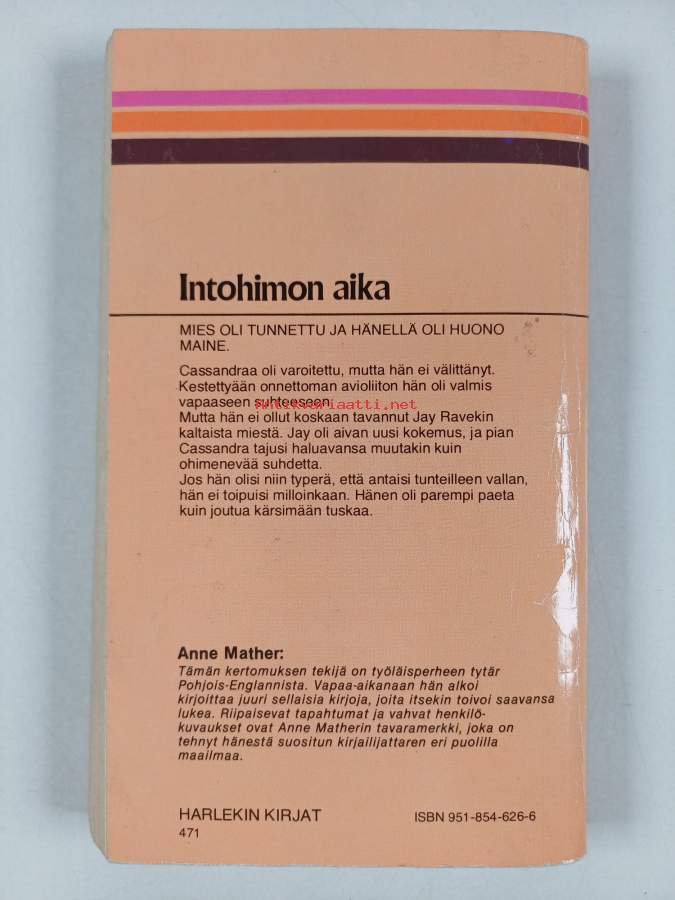 Intohimon aika
MIES OLI TUNNETTU JA HÄNELLÄ OLI HUONO
MAINE.
Cassandraa oli varoitettu, mutta hän ei välittänyt.
Kestettyään onnettoman avioliiton hän oli valmis
vapaaseen suhteeseen.
Antikvariaatti.net
Mutta hän ei ollut koskaan tavannut Jay Ravekin
kaltaista miestä. Jay oli aivan uusi kokemus, ja pian
Cassandra tajusi haluavansa muutakin kuin
ohimenevää suhdetta.
Jos hän olisi niin typerä, että antaisi tunteilleen vallan,
hän ei toipuisi milloinkaan. Hänen oli parempi paeta
kuin joutua kärsimään tuskaa.
Anne Mather:
Tämän kertomuksen tekijä on työläisperheen tytär
Pohjois-Englannista. Vapaa-aikanaan hän alkoi
kirjoittaa juuri sellaisia kirjoja, joita itsekin toivoi saavansa
lukea. Riipaisevat tapahtumat ja vahvat henkilö-
kuvaukset ovat Anne Matherin tavaramerkki, joka on
tehnyt hänestä suositun kirjailijattaren eri puolilla
maailmaa.
HARLEKIN KIRJAT
471
ISBN 951-854-626-6